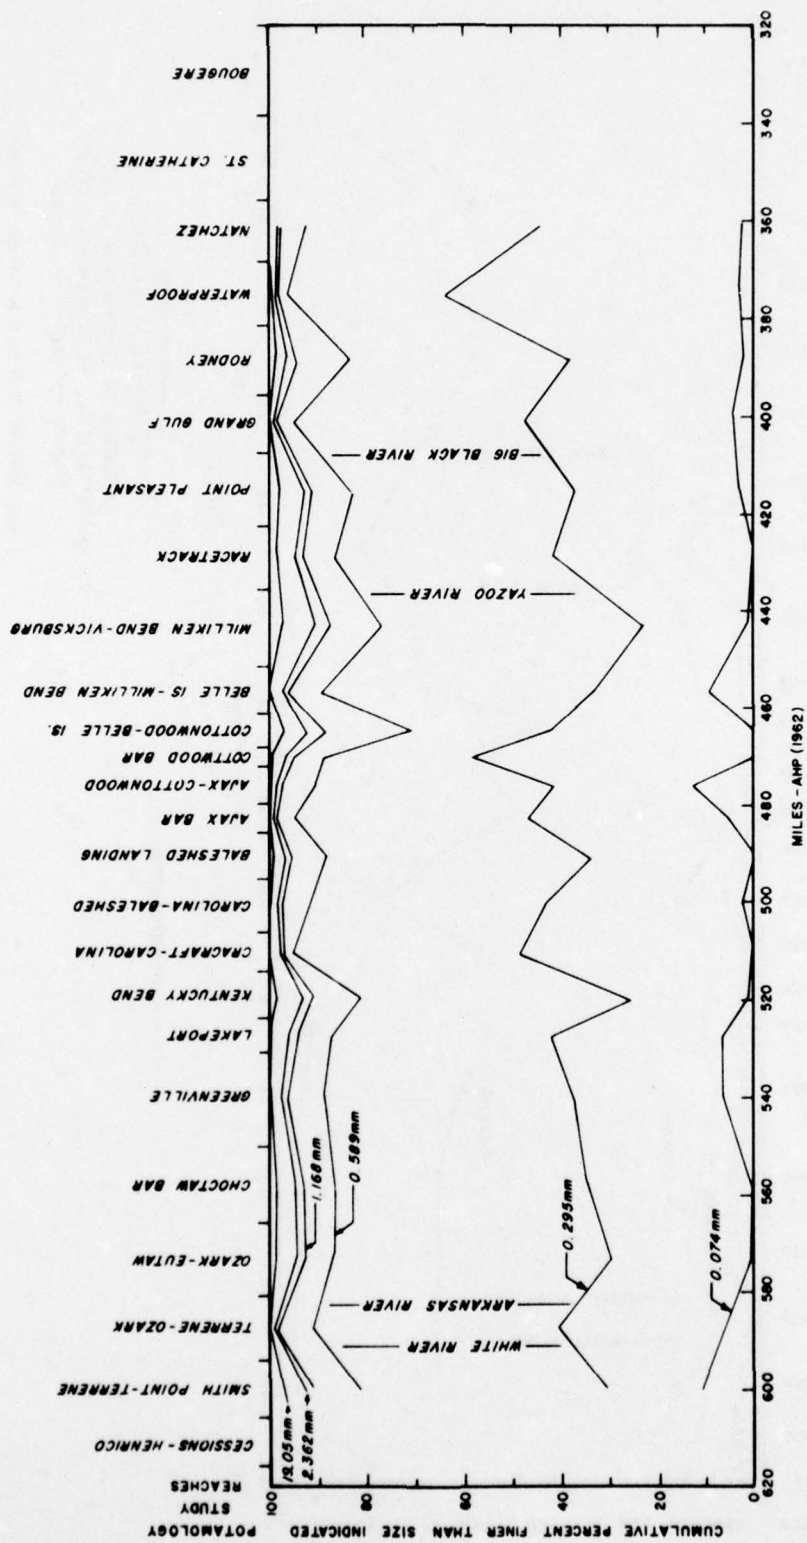 POTAMOLOGY
STUDY
REACHES
CESSIONS-HENRICO
SMITH POINT-TERRENE
TERRENE-OZARK
OZARK-EUTAW
CHOCTAW BAR
GREENVILLE
LAKEPORT
KENTUCKY BEND
CRACRAFT-CAROLINA
CAROLINA-BALESHED
BALESHED LANDING
AJAX BAR
AJAX-COTTONWOOD
COTTWOOD BAR
COTTONWOOD-BELLE IS.
BELLE IS-MILLIKEN BEND
MILLIKEN BEND-VICKSBURG
RACETRACK
POINT PLEASANT
GRAND GULF
RODNEY
WATERPROOF
NATCHEZ
ST. CATHERINE
BOUGERE
CUMULATIVE PERCENT FINER THAN SIZE INDICATED
100
80
60
40
20
0
19.05mm
2.362mm
1.168mm
0.589mm
0.295mm
0.074mm
WHITE RIVER
ARKANSAS RIVER
YAZOO RIVER
BIG BLACK RIVER
620
600
580
560
540
520
500
480
460
440
420
400
380
360
340
320
MILES-AHP (1962)